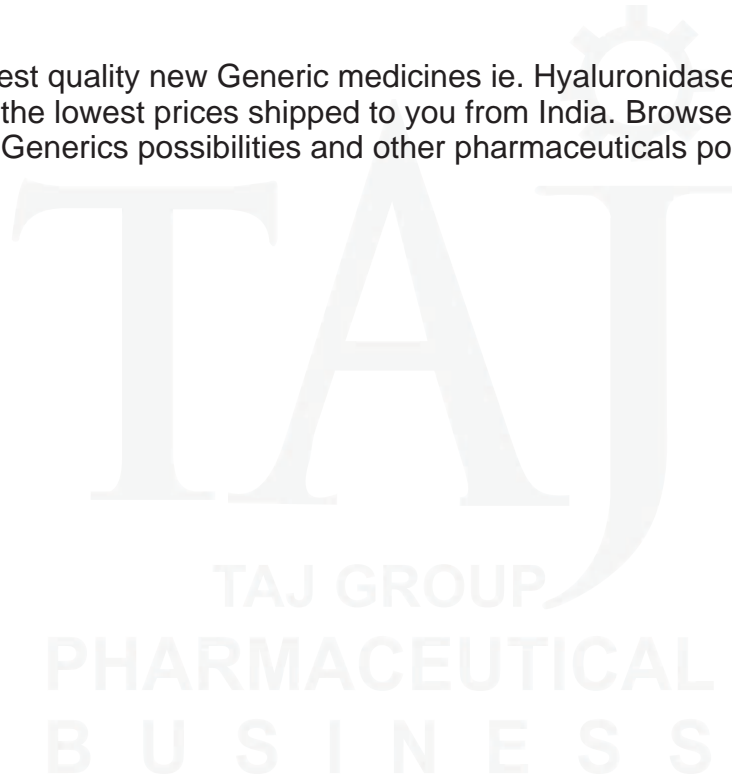 est quality new Generic medicines ie. Hyaluronidase
the lowest prices shipped to you from India. Browse
Generics possibilities and other pharmaceuticals po
TAJ
TAJ GROUP
PHARMACEUTICAL
BUSINESS